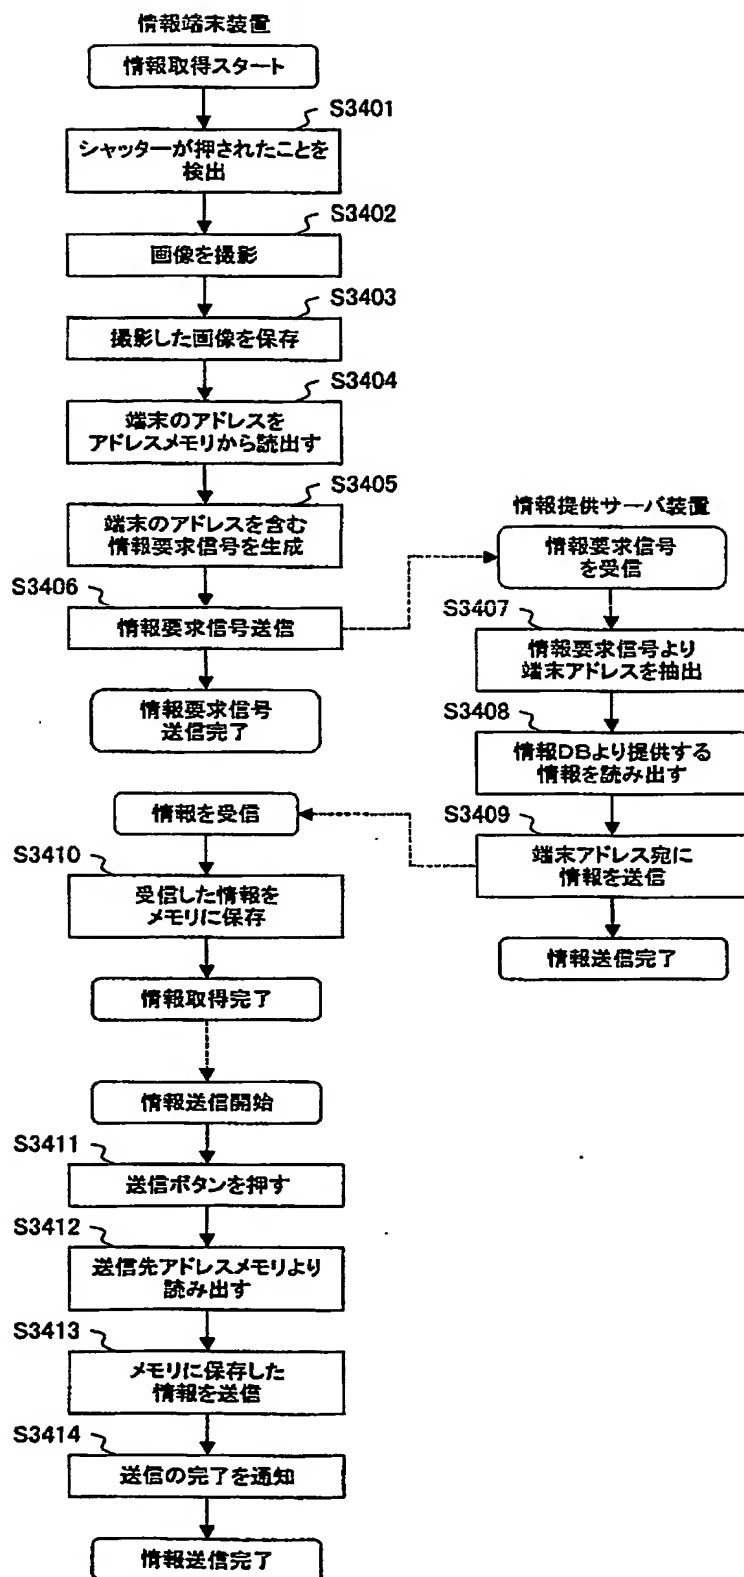 情報端末装置
情報取得スタート
S3401
シャッターが押されたことを
検出
S3402
画像を撮影
S3403
撮影した画像を保存
S3404
端末のアドレスを
アドレスメモリから読出す
S3405
端末のアドレスを含む
情報要求信号を生成
S3406
情報要求信号送信
情報要求信号
送信完了
情報提供サーバ装置
情報要求信号
を受信
S3407
情報要求信号より
端末アドレスを抽出
S3408
情報DBより提供する
情報を読み出す
S3409
端末アドレス宛に
情報を送信
情報送信完了
情報を受信
S3410
受信した情報を
メモリに保存
情報取得完了
情報送信開始
S3411
送信ボタンを押す
S3412
送信先アドレスメモリより
読み出す
S3413
メモリに保存した
情報を送信
S3414
送信の完了を通知
情報送信完了